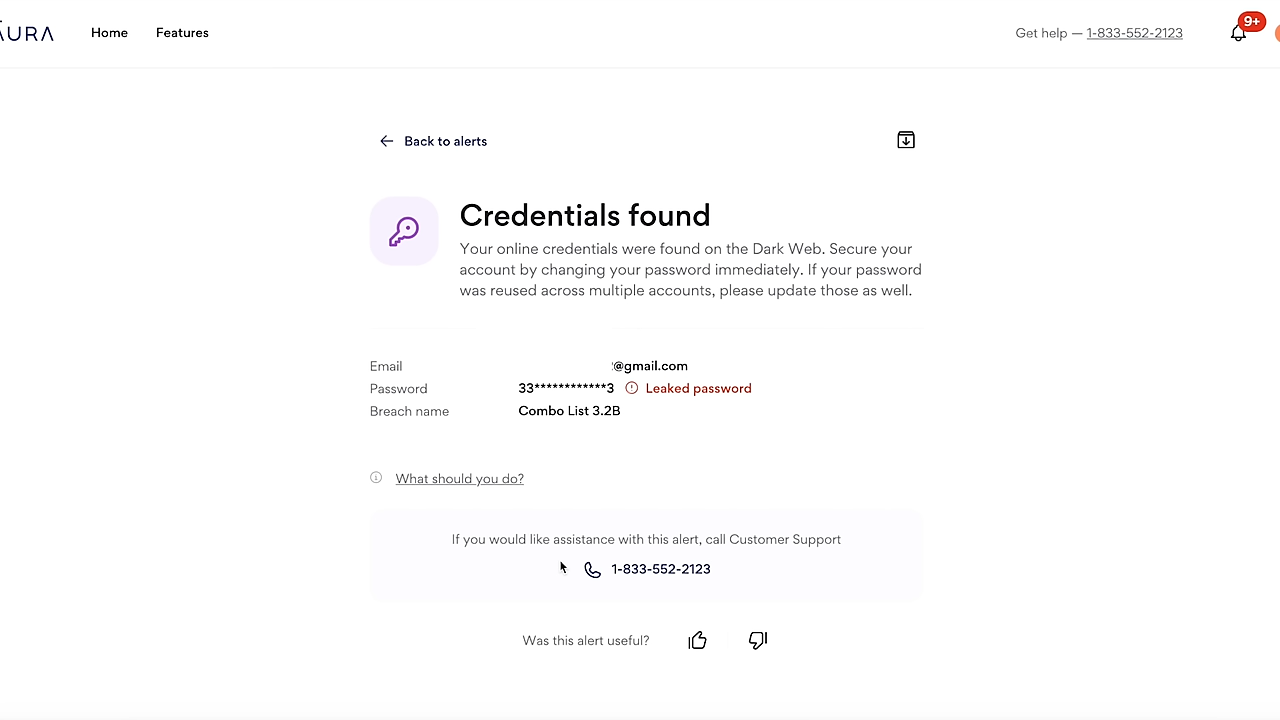 AURA
Home
Features
Get help — 1-833-552-2123
9+
Back to alerts
Credentials found
Your online credentials were found on the Dark Web. Secure your
account by changing your password immediately. If your password
was reused across multiple accounts, please update those as well.
Email @gmail.com
Password 33************3 Leaked password
Breach name Combo List 3.2B
What should you do?
If you would like assistance with this alert, call Customer Support
1-833-552-2123
Was this alert useful?